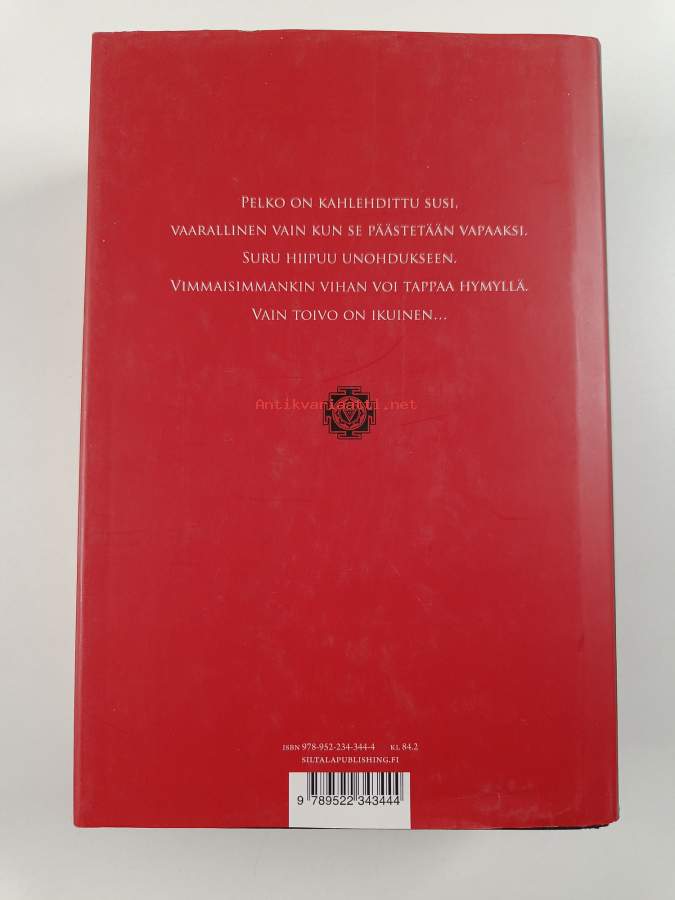 Pelko on kahlehdittu susi,
vaarallinen vain kun se päästetään vapaaksi.
Suru hiipuu unohdukseen.
Vimmaisimmankin vihan voi tappaa hymyllä.
Vain toivo on ikuinen...
Antikvariaatti.net
ISBN 978-952-234-344-4 KL 84.2
SILTALAPUBLISHING.FI
9 789522 343444